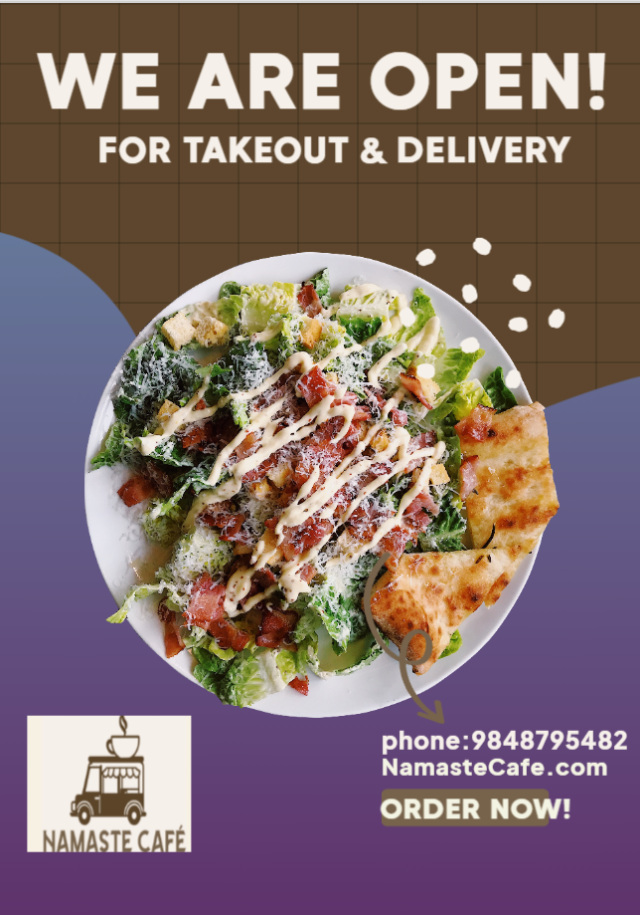 WE ARE OPEN!
FOR TAKEOUT & DELIVERY
phone:9848795482
NamasteCafe.com
ORDER NOW!
NAMASTE CAFÉ